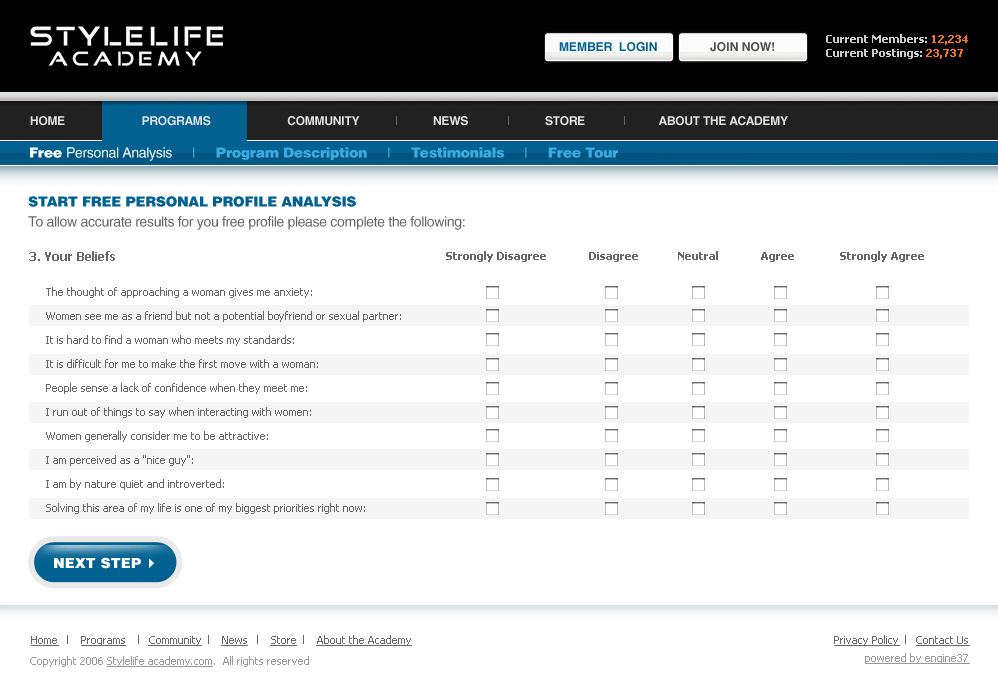 STYLELIFE
ACADEMY
MEMBER LOGIN
JOIN NOW!
Current Members: 12,234
Current Postings: 23,737
HOME PROGRAMS COMMUNITY | NEWS | STORE | ABOUT THE ACADEMY
Free Personal Analysis | Program Description | Testimonials | Free Tour
START FREE PERSONAL PROFILE ANALYSIS
To allow accurate results for you free profile please complete the following:
3. Your Beliefs Strongly Disagree Disagree Neutral Agree Strongly Agree
The thought of approaching a woman gives me anxiety:
Women see me as a friend but not a potential boyfriend or sexual partner:
It is hard to find a woman who meets my standards:
It is difficult for me to make the first move with a woman:
People sense a lack of confidence when they meet me:
I run out of things to say when interacting with women:
Women generally consider me to be attractive:
I am perceived as a "nice guy":
I am by nature quiet and introverted:
Solving this area of my life is one of my biggest priorities right now:
NEXT STEP
Home | Programs | Community | News | Store | About the Academy
Copyright 2006 Stylelife academy.com. All rights reserved
Privacy Policy | Contact Us
powered by engine37